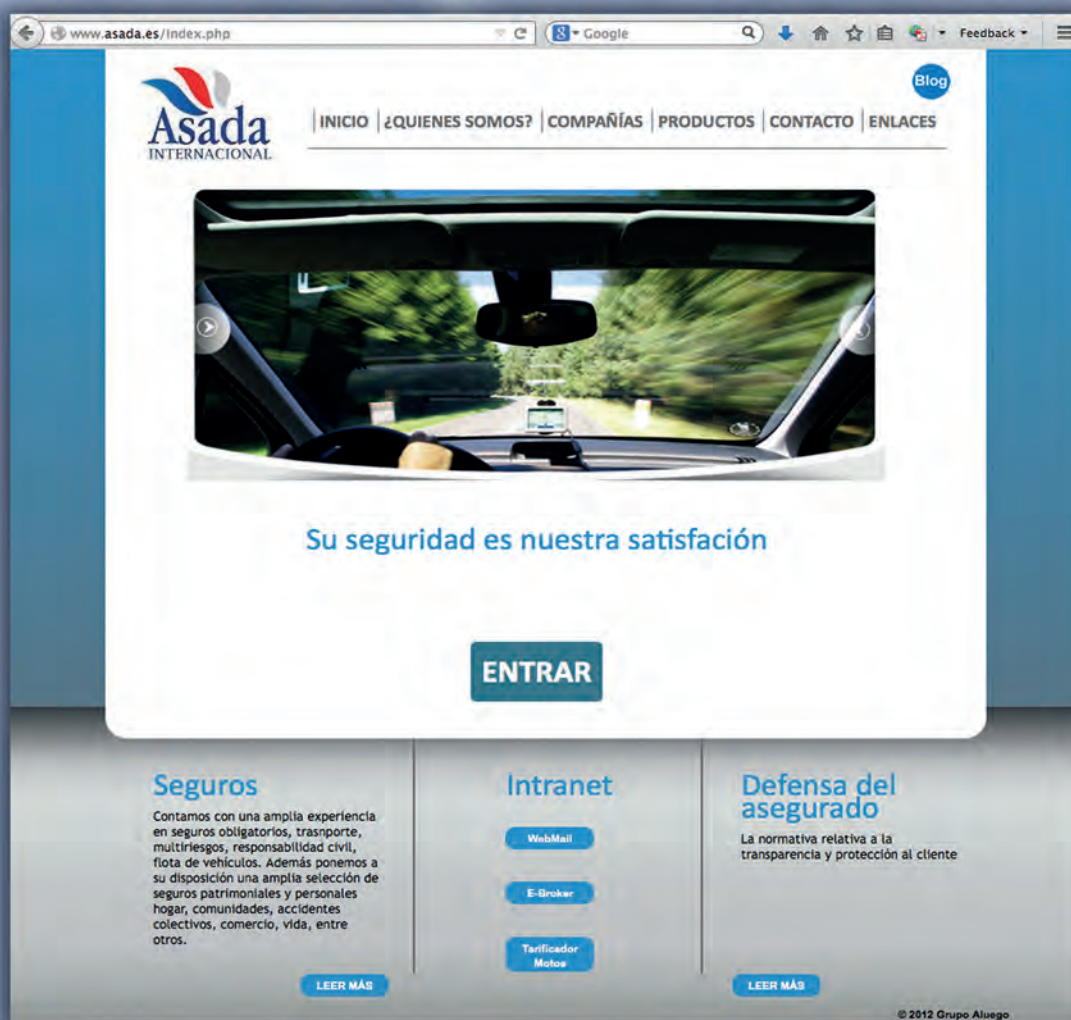 www.asada.es/index.php
Google
Feedback
Blog
Asada
INTERNACIONAL
INICIO ¿QUIENES SOMOS? COMPAÑÍAS PRODUCTOS CONTACTO ENLACES
Su seguridad es nuestra satisfación
ENTRAR
Seguros
Contamos con una amplia experiencia
en seguros obligatorios, trasnporte,
multiriesgos, responsabilidad civil,
flota de vehículos. Además ponemos a
su disposición una amplia selección de
seguros patrimoniales y personales
hogar, comunidades, accidentes
colectivos, comercio, vida, entre
otros.
LEER MÁS
Intranet
WebMail
E-Broker
Tarificador
Motos
Defensa del
asegurado
La normativa relativa a la
transparencia y protección al cliente
LEER MÁS
© 2012 Grupo Aluego